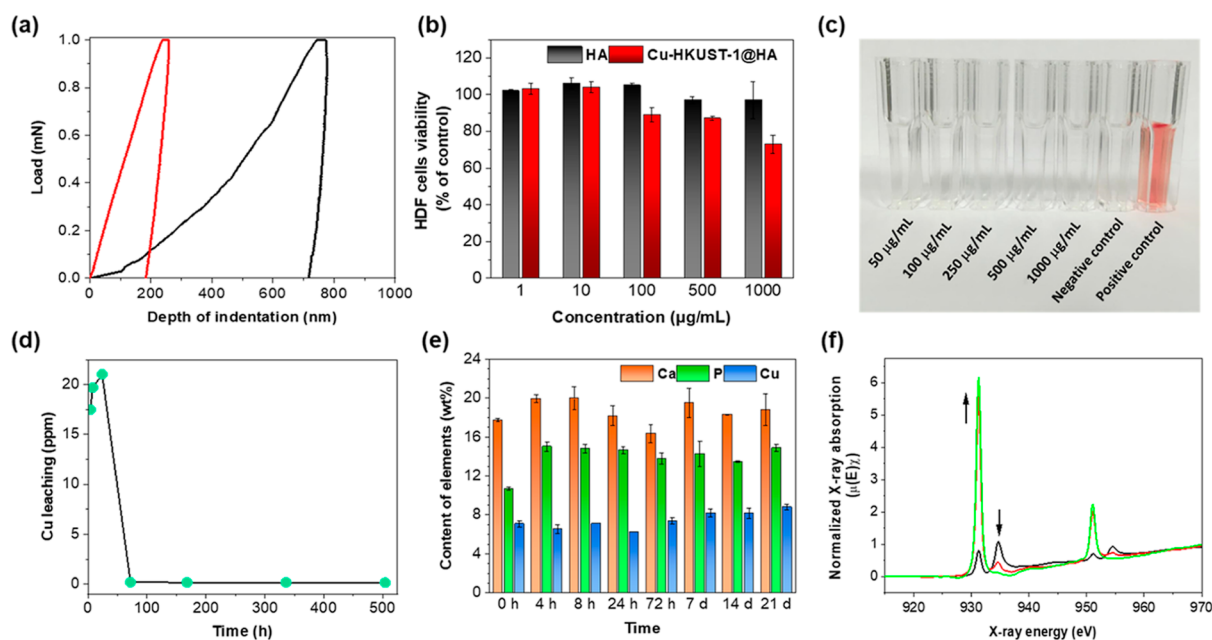 (a)
1.0
0.8
0.6
0.4
0.2
0.0
Load (mN)
0 200 400 600 800 1000
Depth of indentation (nm)
(b)
HA Cu-HKUST-1@HA
120
100
80
60
40
20
0
HDF cells viability
(% of control)
1 10 100 500 1000
Concentration (µg/mL)
(c)
50 µg/mL
100 µg/mL
250 µg/mL
500 µg/mL
1000 µg/mL
Negative control
Positive control
(d)
20
15
10
5
0
Cu leaching (ppm)
0 100 200 300 400 500
Time (h)
(e)
Ca P Cu
24
20
16
12
8
4
0
Content of elements (wt%)
0 h 4 h 8 h 24 h 72 h 7 d 14 d 21 d
Time
(f)
6
5
4
3
2
1
0
Normalized X-ray absorption
(µ(E)χ)
920 930 940 950 960 970
X-ray energy (eV)